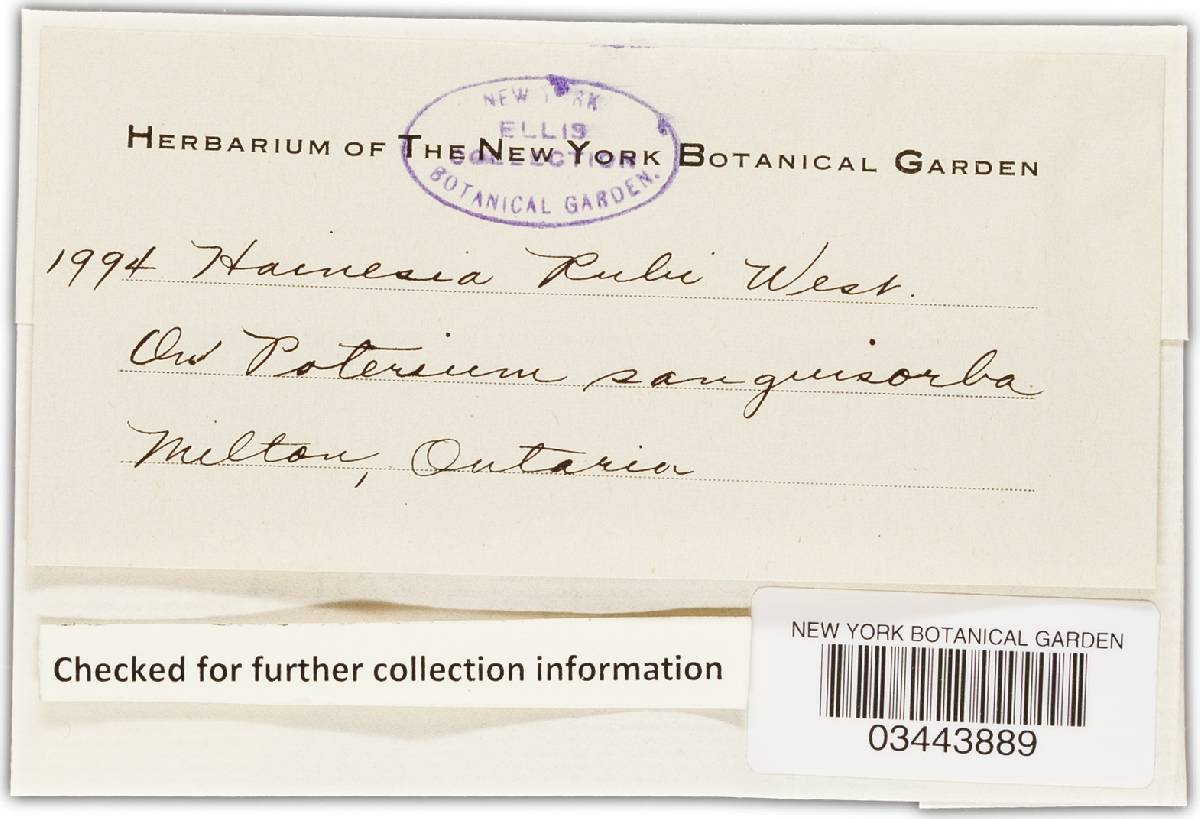 NEW YORK
ELLIS
COLLECTION
BOTANICAL GARDEN.
HERBARIUM OF THE NEW YORK BOTANICAL GARDEN
1994 Hainesia Rubi West.
On Poterium sanguisorba
Milton, Ontario
Checked for further collection information
NEW YORK BOTANICAL GARDEN
03443889